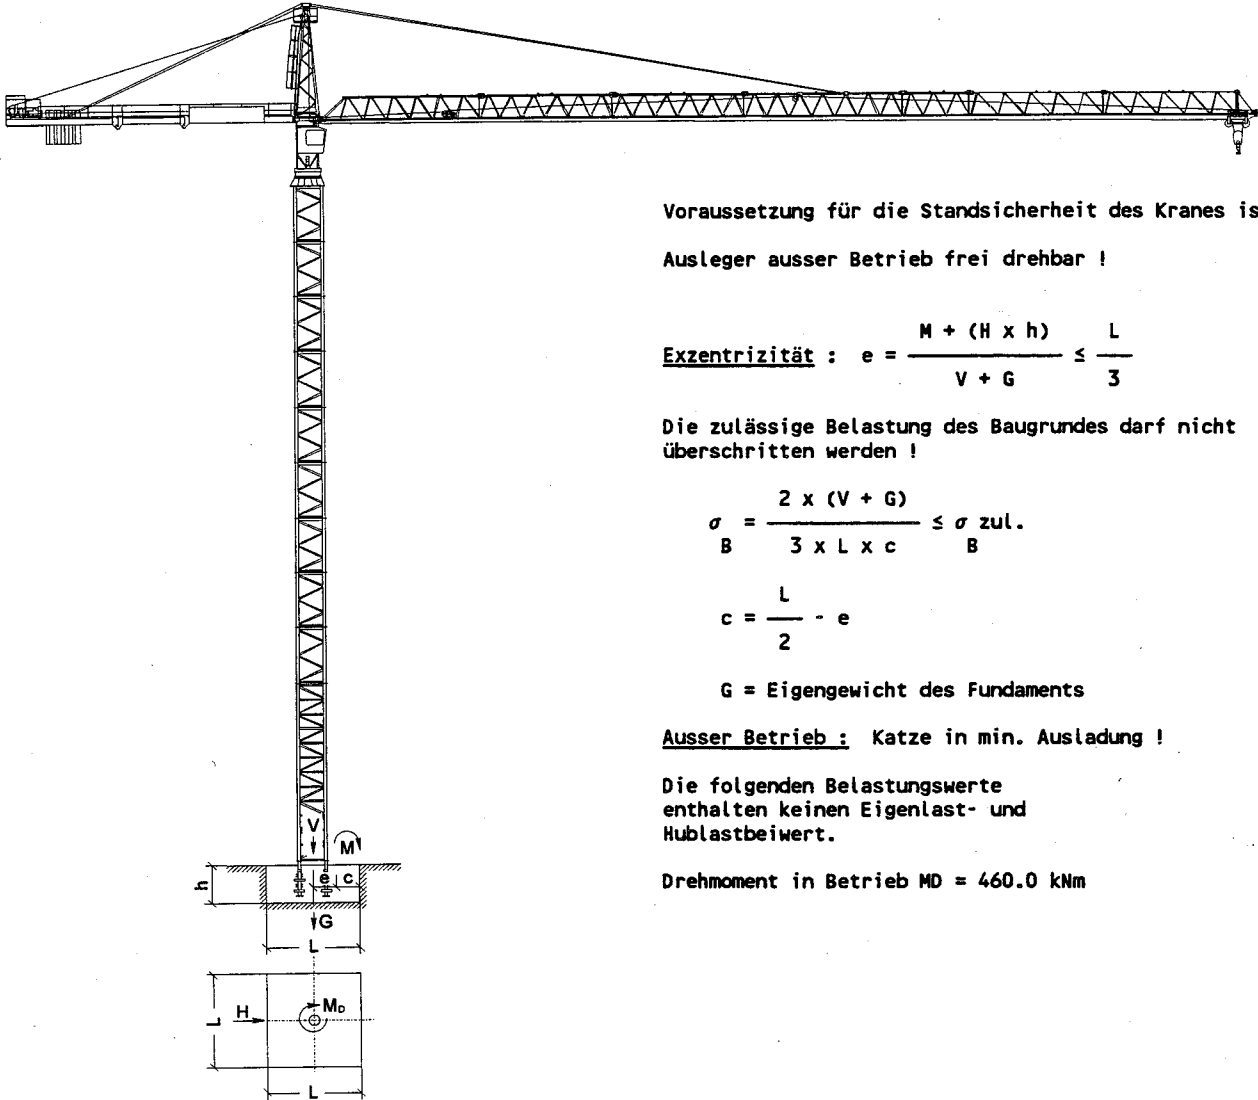 Voraussetzung für die Standsicherheit des Kranes is
Ausleger ausser Betrieb frei drehbar !
M + (H x h) L
Exzentrizität : e = ≤
V + G 3
Die zulässige Belastung des Baugrundes darf nicht
überschritten werden !
2 x (V + G)
σ = ≤ σ zul.
B 3 x L x c B
L
c = - e
2
G = Eigengewicht des Fundaments
Ausser Betrieb : Katze in min. Ausladung !
Die folgenden Belastungswerte
enthalten keinen Eigenlast- und
Hublastbeiwert.
Drehmoment in Betrieb MD = 460.0 kNm
V
M
h
e c
G
L
L
H
MD
L